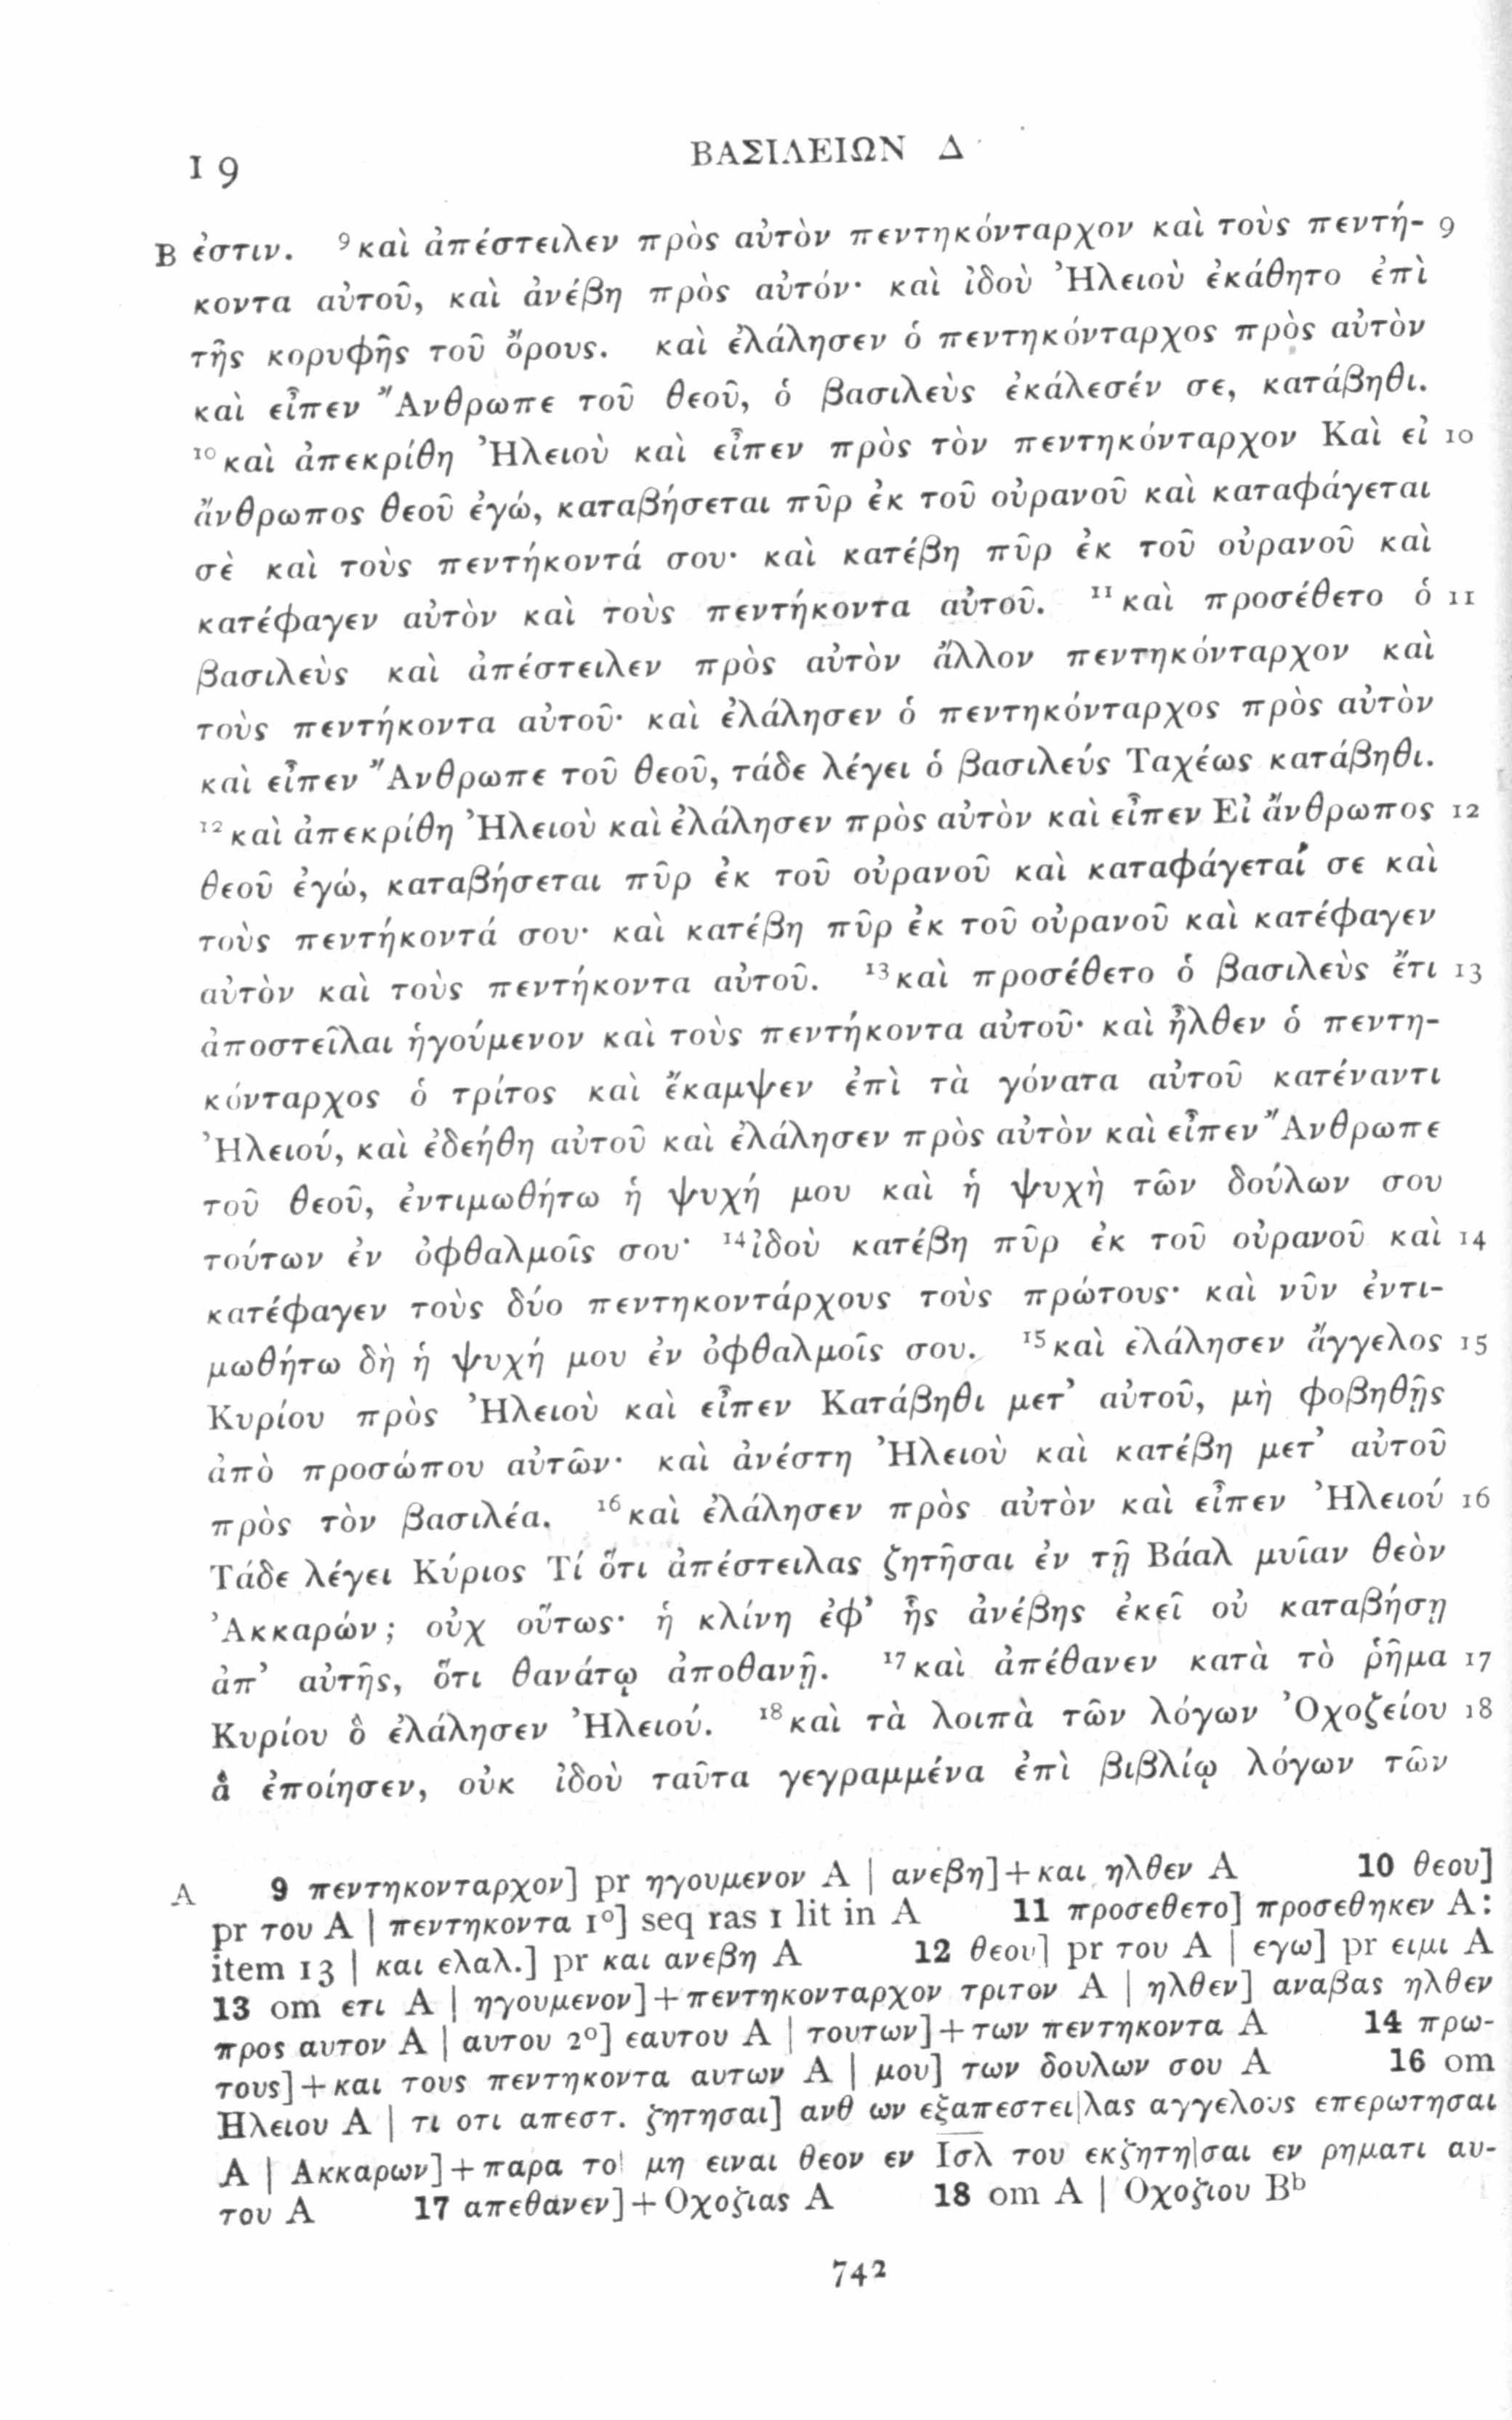 I 9
ΒΑΣΙΛΕΙΩΝ Δ
B ἐστιν. ⁹καὶ ἀπέστειλεν πρὸς αὐτὸν πεντηκόνταρχον καὶ τοὺς πεντή- 9
κοντα αὐτοῦ, καὶ ἀνέβη πρὸς αὐτόν· καὶ ἰδοὺ Ἠλειοὺ ἐκάθητο ἐπὶ
τῆς κορυφῆς τοῦ ὄρους. καὶ ἐλάλησεν ὁ πεντηκόνταρχος πρὸς αὐτὸν
καὶ εἶπεν Ἄνθρωπε τοῦ θεοῦ, ὁ βασιλεὺς ἐκάλεσέν σε, κατάβηθι.
¹⁰καὶ ἀπεκρίθη Ἠλειοὺ καὶ εἶπεν πρὸς τὸν πεντηκόνταρχον Καὶ εἰ 10
ἄνθρωπος θεοῦ ἐγώ, καταβήσεται πῦρ ἐκ τοῦ οὐρανοῦ καὶ καταφάγεται
σὲ καὶ τοὺς πεντήκοντά σου· καὶ κατέβη πῦρ ἐκ τοῦ οὐρανοῦ καὶ
κατέφαγεν αὐτὸν καὶ τοὺς πεντήκοντα αὐτοῦ. ¹¹καὶ προσέθετο ὁ 11
βασιλεὺς καὶ ἀπέστειλεν πρὸς αὐτὸν ἄλλον πεντηκόνταρχον καὶ
τοὺς πεντήκοντα αὐτοῦ· καὶ ἐλάλησεν ὁ πεντηκόνταρχος πρὸς αὐτὸν
καὶ εἶπεν Ἄνθρωπε τοῦ θεοῦ, τάδε λέγει ὁ βασιλεύς Ταχέως κατάβηθι.
¹²καὶ ἀπεκρίθη Ἠλειοὺ καὶ ἐλάλησεν πρὸς αὐτὸν καὶ εἶπεν Εἰ ἄνθρωπος 12
θεοῦ ἐγώ, καταβήσεται πῦρ ἐκ τοῦ οὐρανοῦ καὶ καταφάγεταί σε καὶ
τοὺς πεντήκοντά σου· καὶ κατέβη πῦρ ἐκ τοῦ οὐρανοῦ καὶ κατέφαγεν
αὐτὸν καὶ τοὺς πεντήκοντα αὐτοῦ. ¹³καὶ προσέθετο ὁ βασιλεὺς ἔτι 13
ἀποστεῖλαι ἡγούμενον καὶ τοὺς πεντήκοντα αὐτοῦ· καὶ ἦλθεν ὁ πεντη-
κόνταρχος ὁ τρίτος καὶ ἔκαμψεν ἐπὶ τὰ γόνατα αὐτοῦ κατέναντι
Ἠλειού, καὶ ἐδεήθη αὐτοῦ καὶ ἐλάλησεν πρὸς αὐτὸν καὶ εἶπεν Ἄνθρωπε
τοῦ θεοῦ, ἐντιμωθήτω ἡ ψυχή μου καὶ ἡ ψυχὴ τῶν δούλων σου
τούτων ἐν ὀφθαλμοῖς σου· ¹⁴ἰδοὺ κατέβη πῦρ ἐκ τοῦ οὐρανοῦ καὶ 14
κατέφαγεν τοὺς δύο πεντηκοντάρχους τοὺς πρώτους· καὶ νῦν ἐντι-
μωθήτω δὴ ἡ ψυχή μου ἐν ὀφθαλμοῖς σου. ¹⁵καὶ ἐλάλησεν ἄγγελος 15
Κυρίου πρὸς Ἠλειοὺ καὶ εἶπεν Κατάβηθι μετ᾽ αὐτοῦ, μὴ φοβηθῇς
ἀπὸ προσώπου αὐτῶν· καὶ ἀνέστη Ἠλειοὺ καὶ κατέβη μετ᾽ αὐτοῦ
πρὸς τὸν βασιλέα. ¹⁶καὶ ἐλάλησεν πρὸς αὐτὸν καὶ εἶπεν Ἠλειού 16
Τάδε λέγει Κύριος Τί ὅτι ἀπέστειλας ζητῆσαι ἐν τῇ Βάαλ μυῖαν θεὸν
Ἀκκαρών; οὐχ οὕτως· ἡ κλίνη ἐφ᾽ ἧς ἀνέβης ἐκεῖ οὐ καταβήσῃ
ἀπ᾽ αὐτῆς, ὅτι θανάτῳ ἀποθανῇ. ¹⁷καὶ ἀπέθανεν κατὰ τὸ ῥῆμα 17
Κυρίου ὃ ἐλάλησεν Ἠλειού. ¹⁸καὶ τὰ λοιπὰ τῶν λόγων Ὀχοζείου 18
ἃ ἐποίησεν, οὐκ ἰδοὺ ταῦτα γεγραμμένα ἐπὶ βιβλίῳ λόγων τῶν
A 9 πεντηκονταρχον] pr ηγουμενον A | ανεβη]+και ηλθεν A 10 θεου]
pr του A | πεντηκοντα 1º] seq ras 1 lit in A 11 προσεθετο] προσεθηκεν A:
item 13 | και ελαλ.] pr και ανεβη A 12 θεου] pr του A | εγω] pr ειμι A
13 om ετι A | ηγουμενον]+πεντηκονταρχον τριτον A | ηλθεν] αναβας ηλθεν
προς αυτον A | αυτου 2º] εαυτου A | τουτων]+των πεντηκοντα A 14 πρω-
τους]+και τους πεντηκοντα αυτων A | μου] των δουλων σου A 16 om
Ηλειου A | τι οτι απεστ. ζητησαι] ανθ ων εξαπεστει|λας αγγελους επερωτησαι
A | Ακκαρων]+παρα το| μη ειναι θεον εν Ισλ του εκζητη|σαι εν ρηματι αυ-
του A 17 απεθανεν]+Οχοζιας A 18 om A | Οχοζιου Bᵇ
742